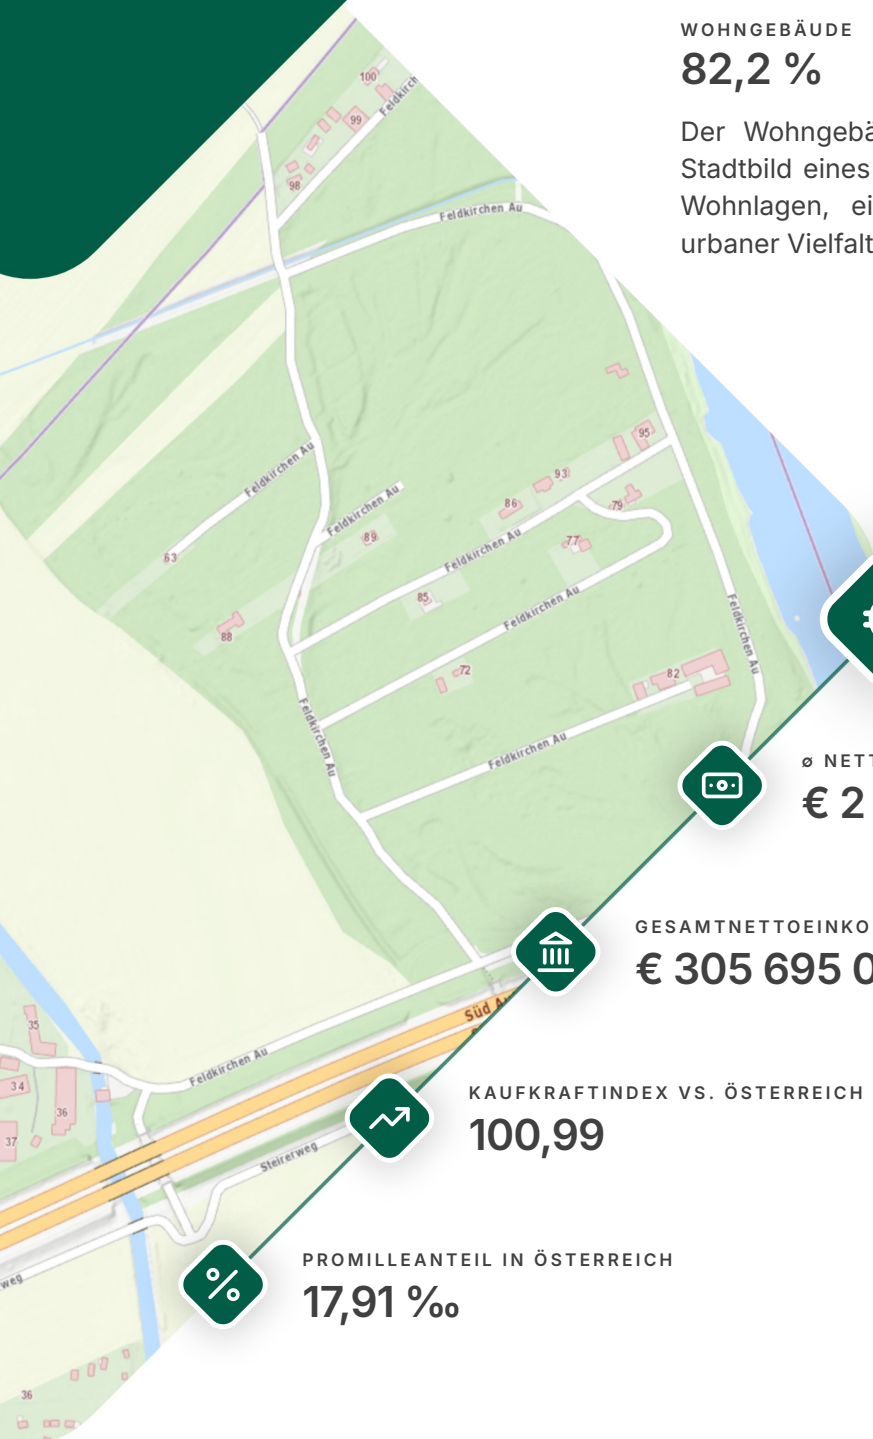 WOHNGEBÄUDE
82,2 %
Der Wohngebä
Stadtbild eines
Wohnlagen, ei
urbaner Vielfalt
100
Feldkirch
99
98
Feldkirchen Au
95
Feldkirchen Au
93
Feldkirchen Au
86
79
89
77
63
Feldkirchen Au
85
Feldkirchen Au
Feldkirchen Au
88
72
82
Feldkirchen Au
Feldkirchen Au
ø NETT
€ 2
GESAMTNETTOEINKO
€ 305 695 0
Süd A
35
Feldkirchen Au
34
36
37
KAUFKRAFTINDEX VS. ÖSTERREICH
100,99
Steirerweg
PROMILLEANTEIL IN ÖSTERREICH
17,91 ‰
weg
36